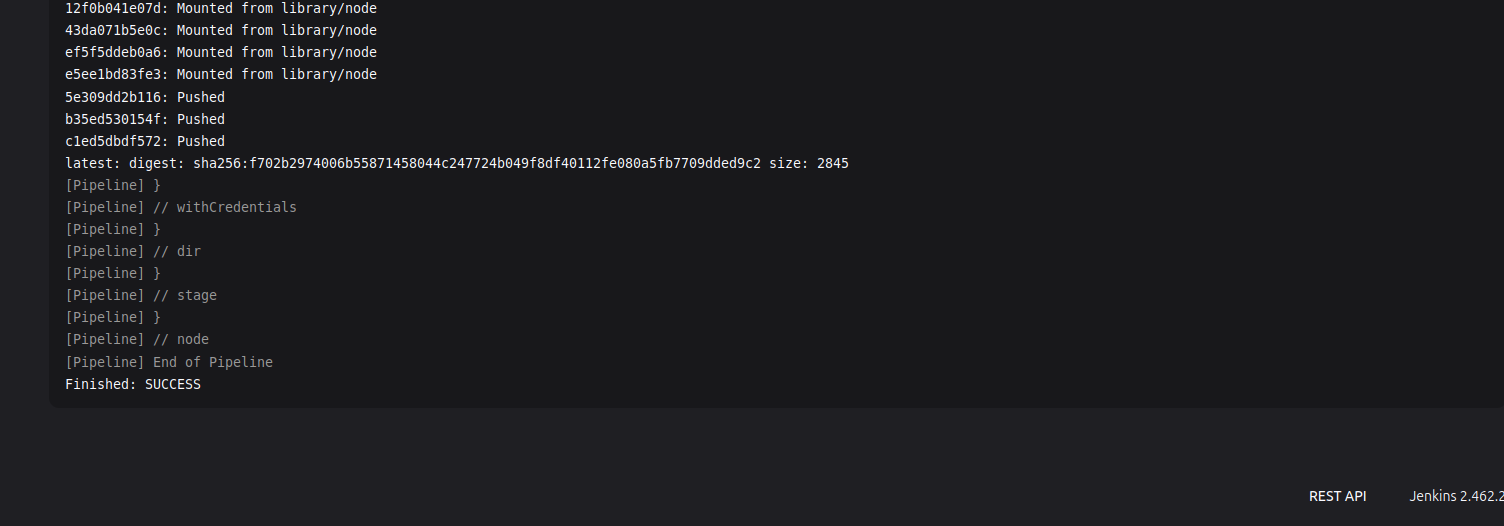 12f0b041e07d: Mounted from library/node
43da071b5e0c: Mounted from library/node
ef5f5ddeb0a6: Mounted from library/node
e5ee1bd83fe3: Mounted from library/node
5e309dd2b116: Pushed
b35ed530154f: Pushed
c1ed5dbdf572: Pushed
latest: digest: sha256:f702b2974006b55871458044c247724b049f8df40112fe080a5fb7709dded9c2 size: 2845
[Pipeline] }
[Pipeline] // withCredentials
[Pipeline] }
[Pipeline] // dir
[Pipeline] }
[Pipeline] // stage
[Pipeline] }
[Pipeline] // node
[Pipeline] End of Pipeline
Finished: SUCCESS
REST API Jenkins 2.462.2